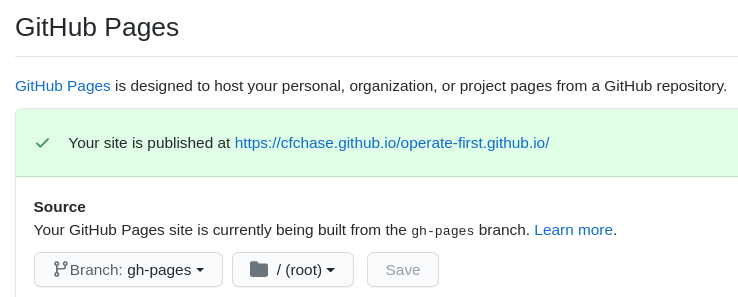 GitHub Pages
GitHub Pages is designed to host your personal, organization, or project pages from a GitHub repository.
Your site is published at https://cfchase.github.io/operate-first.github.io/
Source
Your GitHub Pages site is currently being built from the gh-pages branch. Learn more.
Branch: gh-pages / (root) Save